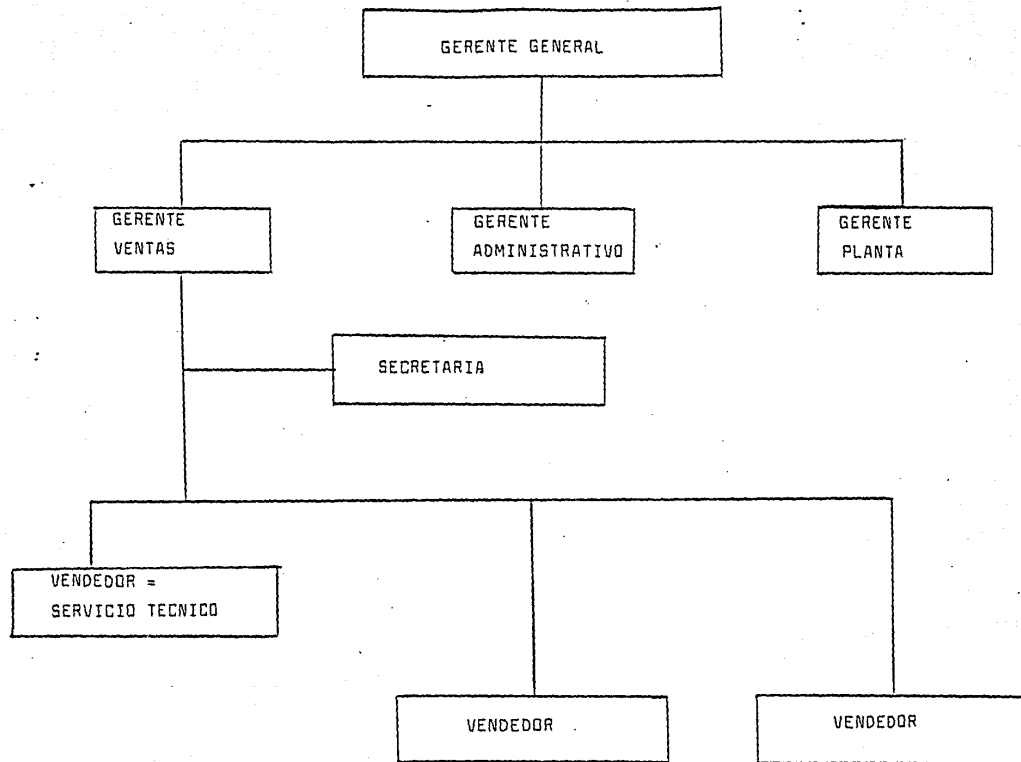 GERENTE GENERAL
GERENTE
VENTAS
GERENTE
ADMINISTRATIVO
GERENTE
PLANTA
SECRETARIA
VENDEDOR =
SERVICIO TECNICO
VENDEDOR
VENDEDOR